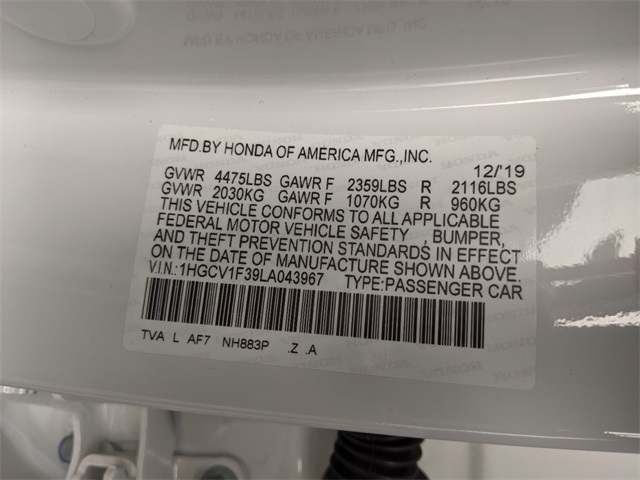 MFD.BY HONDA OF AMERICA MFG.,INC. 12/'19
GVWR 4475LBS GAWR F 2359LBS R 2116LBS
GVWR 2030KG GAWR F 1070KG R 960KG
THIS VEHICLE CONFORMS TO ALL APPLICABLE
FEDERAL MOTOR VEHICLE SAFETY , BUMPER,
AND THEFT PREVENTION STANDARDS IN EFFECT
ON THE DATE OF MANUFACTURE SHOWN ABOVE.
V.I.N.:1HGCV1F39LA043967 TYPE:PASSENGER CAR
TVA L AF7 NH883P .Z .A